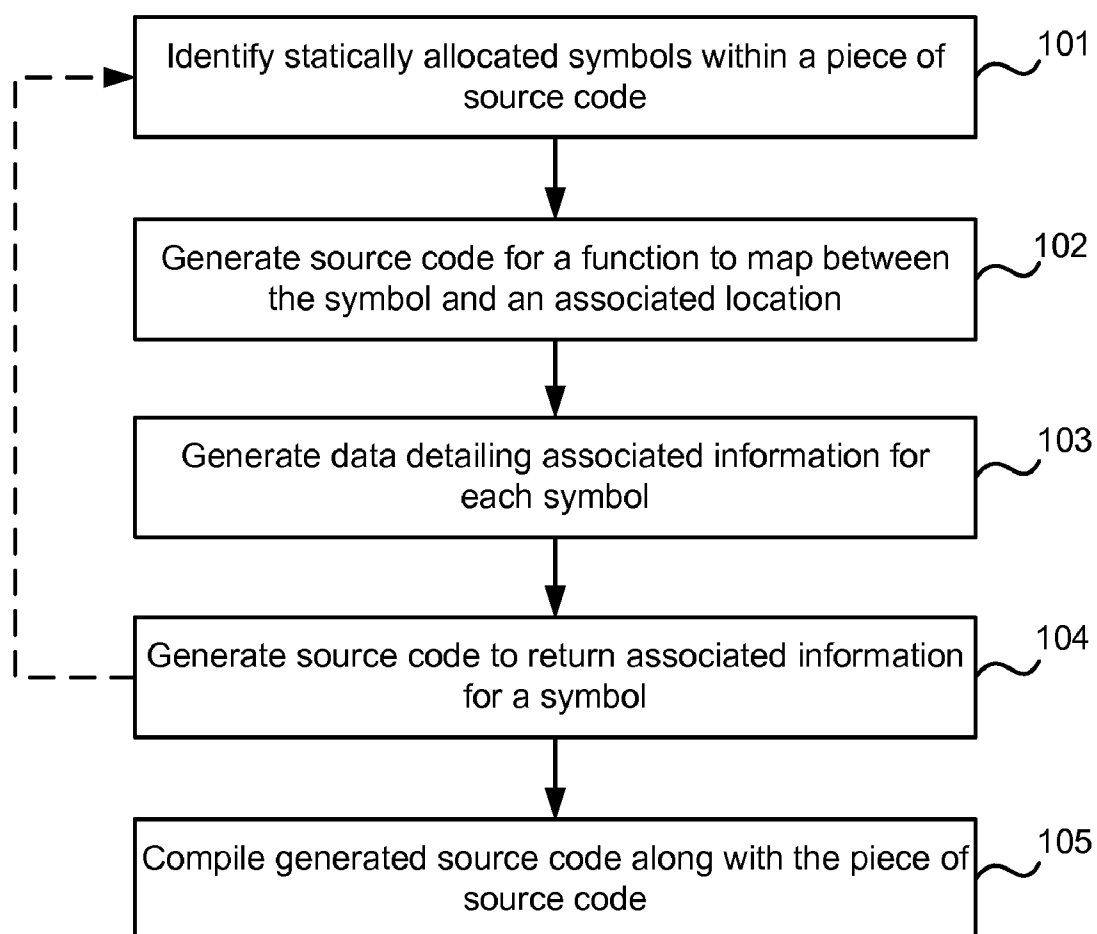 Identify statically allocated symbols within a piece of
source code
101
Generate source code for a function to map between
the symbol and an associated location
102
Generate data detailing associated information for
each symbol
103
Generate source code to return associated information
for a symbol
104
Compile generated source code along with the piece of
source code
105